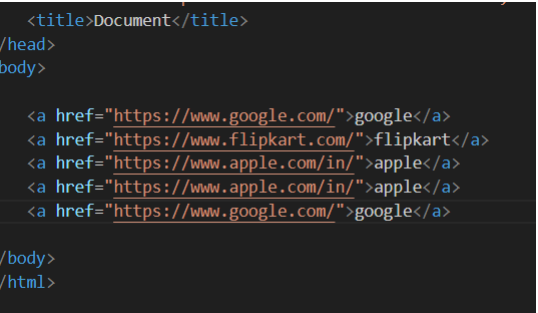 <title>Document</title>
/head>
body>
<a href="https://www.google.com/">google</a>
<a href="https://www.flipkart.com/">flipkart</a>
<a href="https://www.apple.com/in/">apple</a>
<a href="https://www.apple.com/in/">apple</a>
<a href="https://www.google.com/">google</a>
/body>
/html>